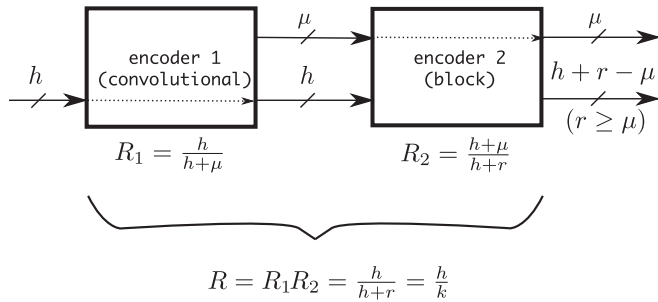 h
encoder 1
(convolutional)
μ
h
encoder 2
(block)
μ
h + r − μ
(r ≥ μ)
R₁ = h/(h+μ)
R₂ = (h+μ)/(h+r)
R = R₁R₂ = h/(h+r) = h/k